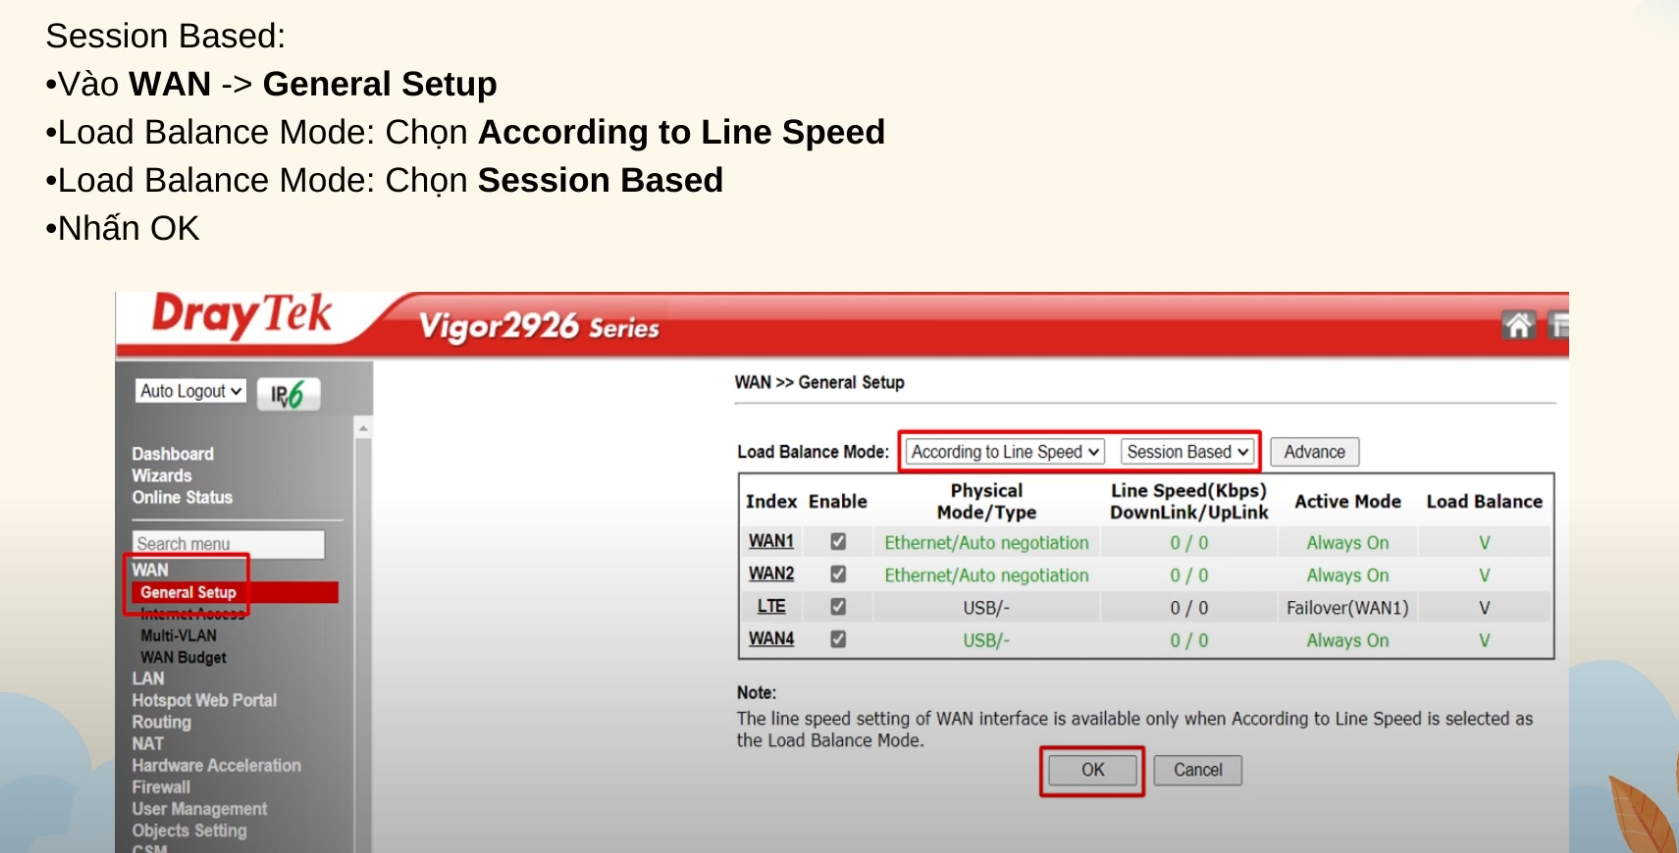 Session Based:
•Vào WAN -> General Setup
•Load Balance Mode: Chọn According to Line Speed
•Load Balance Mode: Chọn Session Based
•Nhấn OK
DrayTek
Vigor2926 Series
Auto Logout
IPv6
Dashboard
Wizards
Online Status
Search menu
WAN
General Setup
Internet Access
Multi-VLAN
WAN Budget
LAN
Hotspot Web Portal
Routing
NAT
Hardware Acceleration
Firewall
User Management
Objects Setting
CSM
WAN >> General Setup
Load Balance Mode: According to Line Speed Session Based Advance
Index Enable Physical Mode/Type Line Speed(Kbps) DownLink/UpLink Active Mode Load Balance
WAN1 Ethernet/Auto negotiation 0 / 0 Always On V
WAN2 Ethernet/Auto negotiation 0 / 0 Always On V
LTE USB/- 0 / 0 Failover(WAN1) V
WAN4 USB/- 0 / 0 Always On V
Note:
The line speed setting of WAN interface is available only when According to Line Speed is selected as
the Load Balance Mode.
OK Cancel